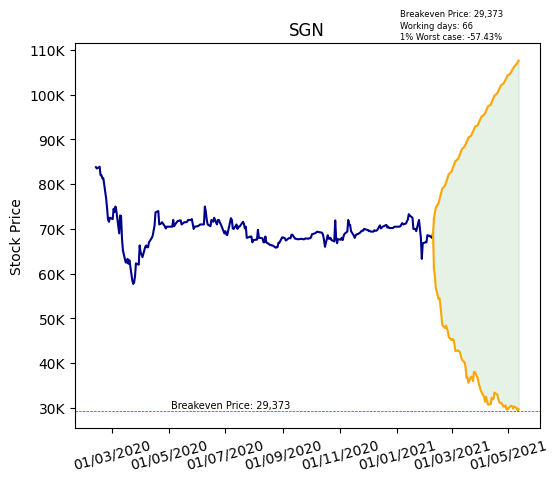 Breakeven Price: 29,373
Working days: 66
1% Worst case: -57.43%
SGN
110K
100K
90K
80K
70K
60K
50K
40K
30K
Stock Price
Breakeven Price: 29,373
01/03/2020
01/05/2020
01/07/2020
01/09/2020
01/11/2020
01/01/2021
01/03/2021
01/05/2021